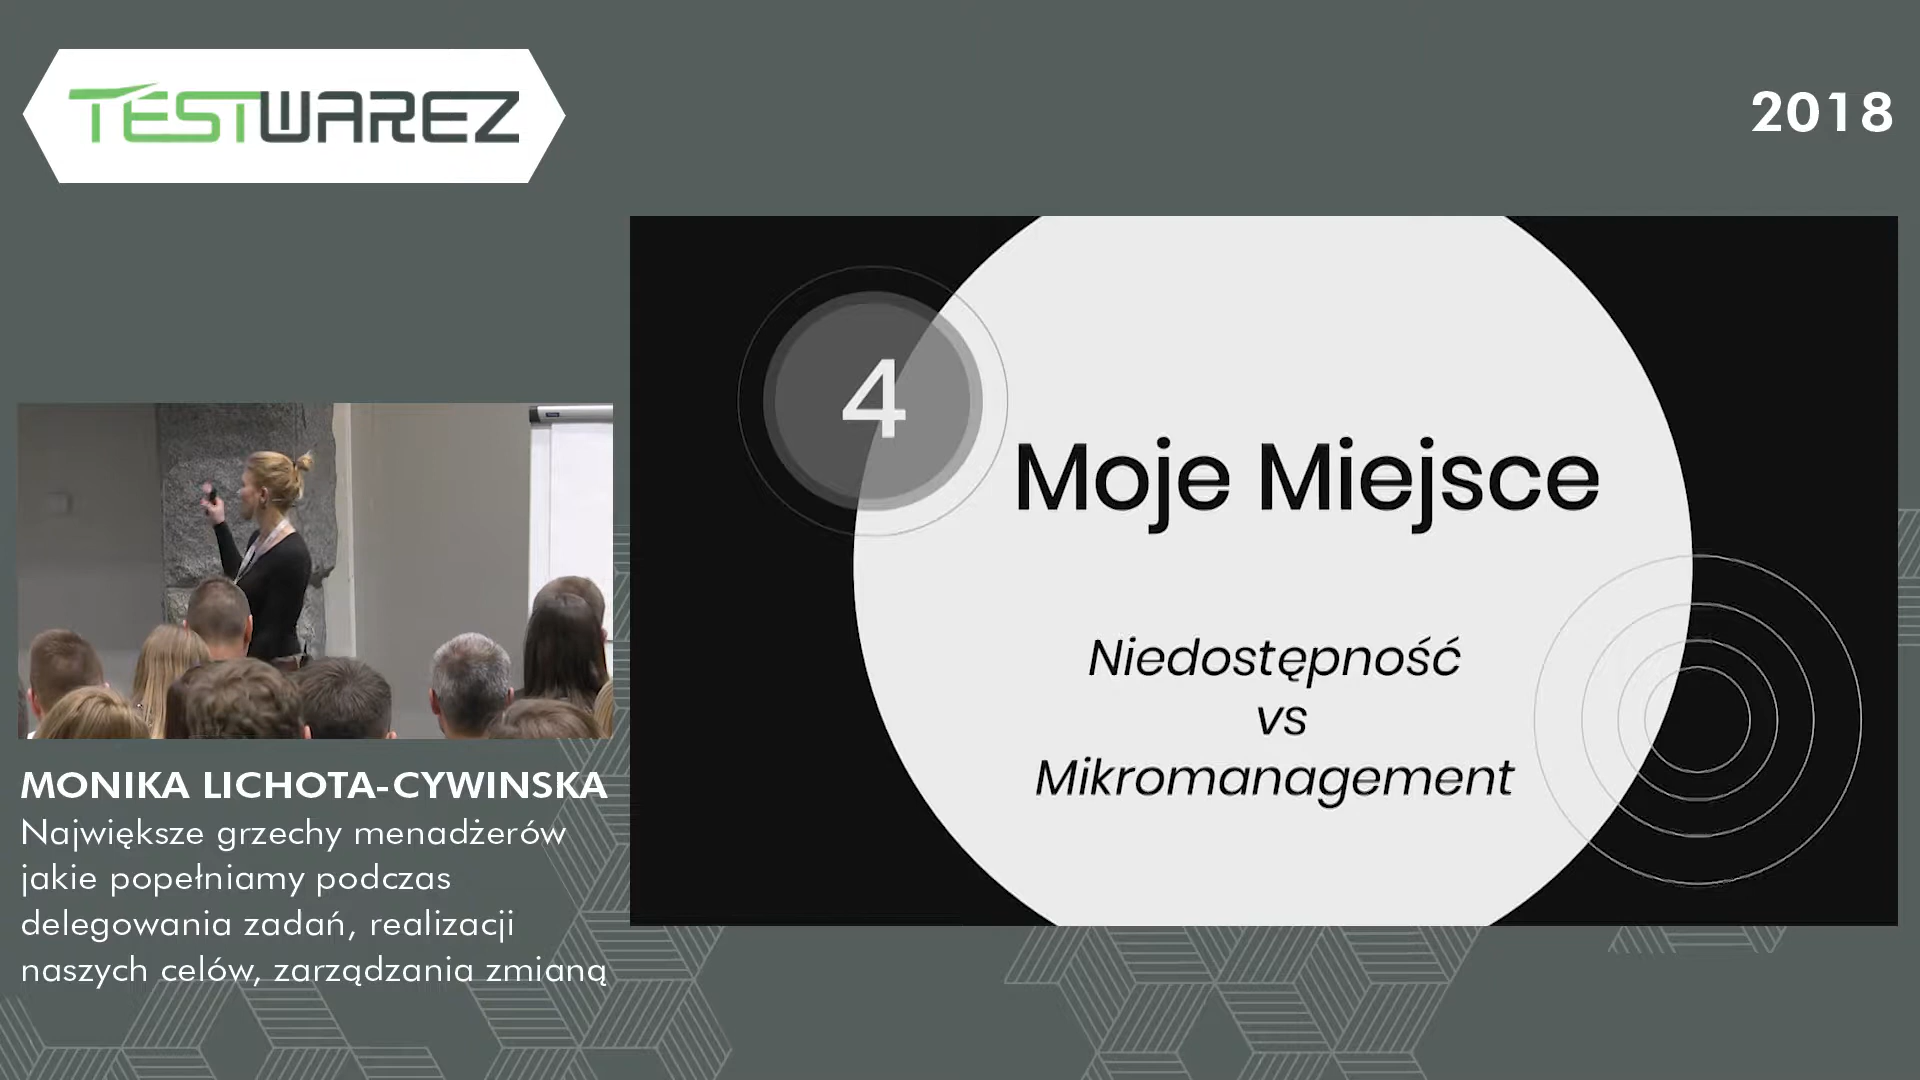 TESTWAREZ
2018
4
Moje Miejsce
Niedostępność
vs
Mikromanagement
MONIKA LICHOTA-CYWINSKA
Największe grzechy menadżerów
jakie popełniamy podczas
delegowania zadań, realizacji
naszych celów, zarządzania zmianą